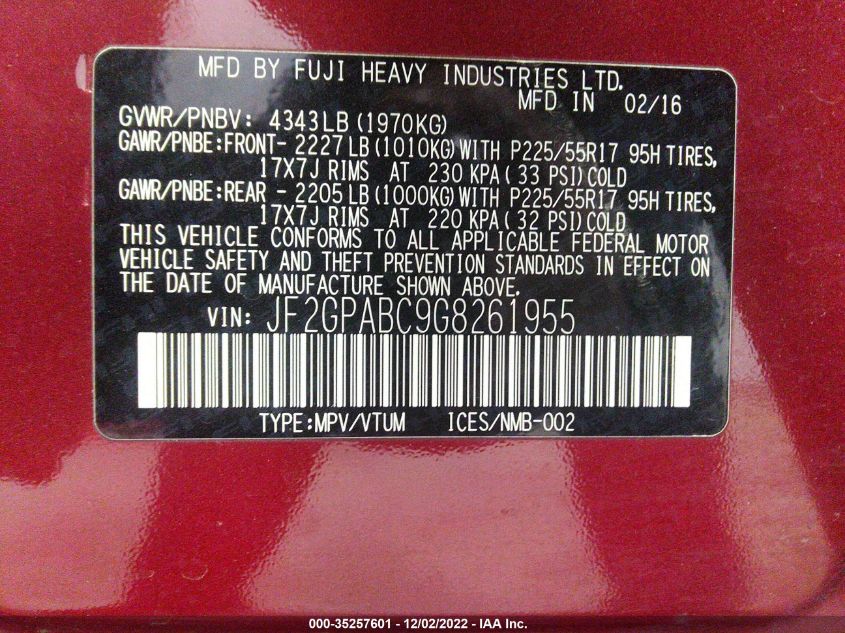 MFD BY FUJI HEAVY INDUSTRIES LTD.
MFD IN 02/16
GVWR/PNBV: 4343LB (1970KG)
GAWR/PNBE:FRONT- 2227 LB (1010KG) WITH P225/55R17 95H TIRES,
17X7J RIMS AT 230 KPA ( 33 PSI) COLD
GAWR/PNBE:REAR - 2205 LB (1000KG) WITH P225/55R17 95H TIRES,
17X7J RIMS AT 220 KPA ( 32 PSI) COLD
THIS VEHICLE CONFORMS TO ALL APPLICABLE FEDERAL MOTOR
VEHICLE SAFETY AND THEFT PREVENTION STANDARDS IN EFFECT ON
THE DATE OF MANUFACTURE SHOWN ABOVE.
VIN: JF2GPABC9G8261955
TYPE:MPV/VTUM ICES/NMB-002
000-35257601 - 12/02/2022 - IAA Inc.